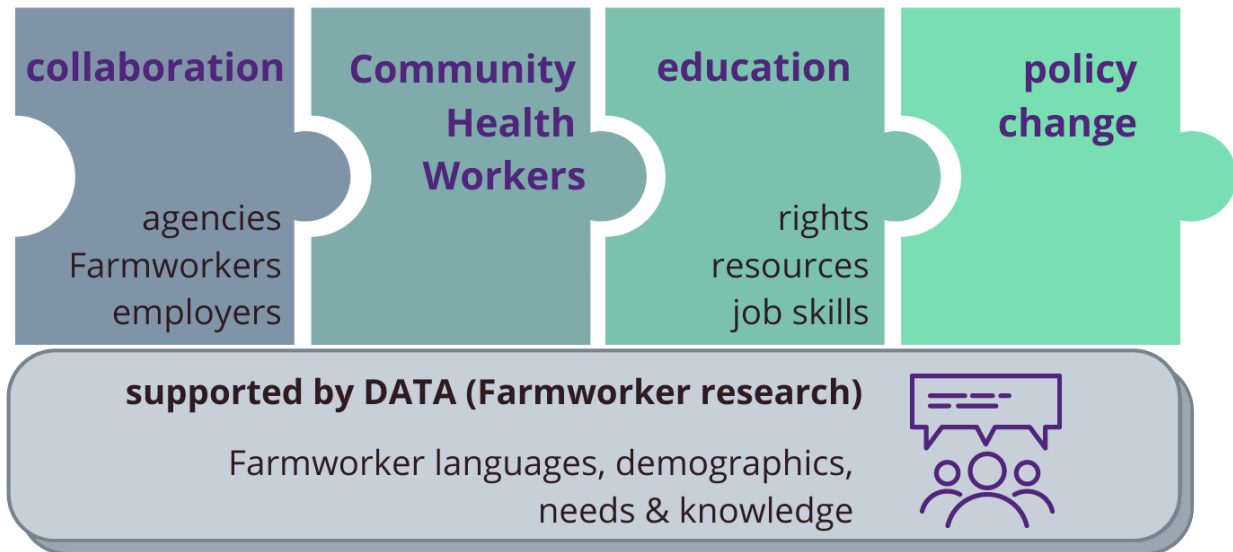 collaboration
agencies
Farmworkers
employers
Community
Health
Workers
education
rights
resources
job skills
policy
change
supported by DATA (Farmworker research)
Farmworker languages, demographics,
needs & knowledge